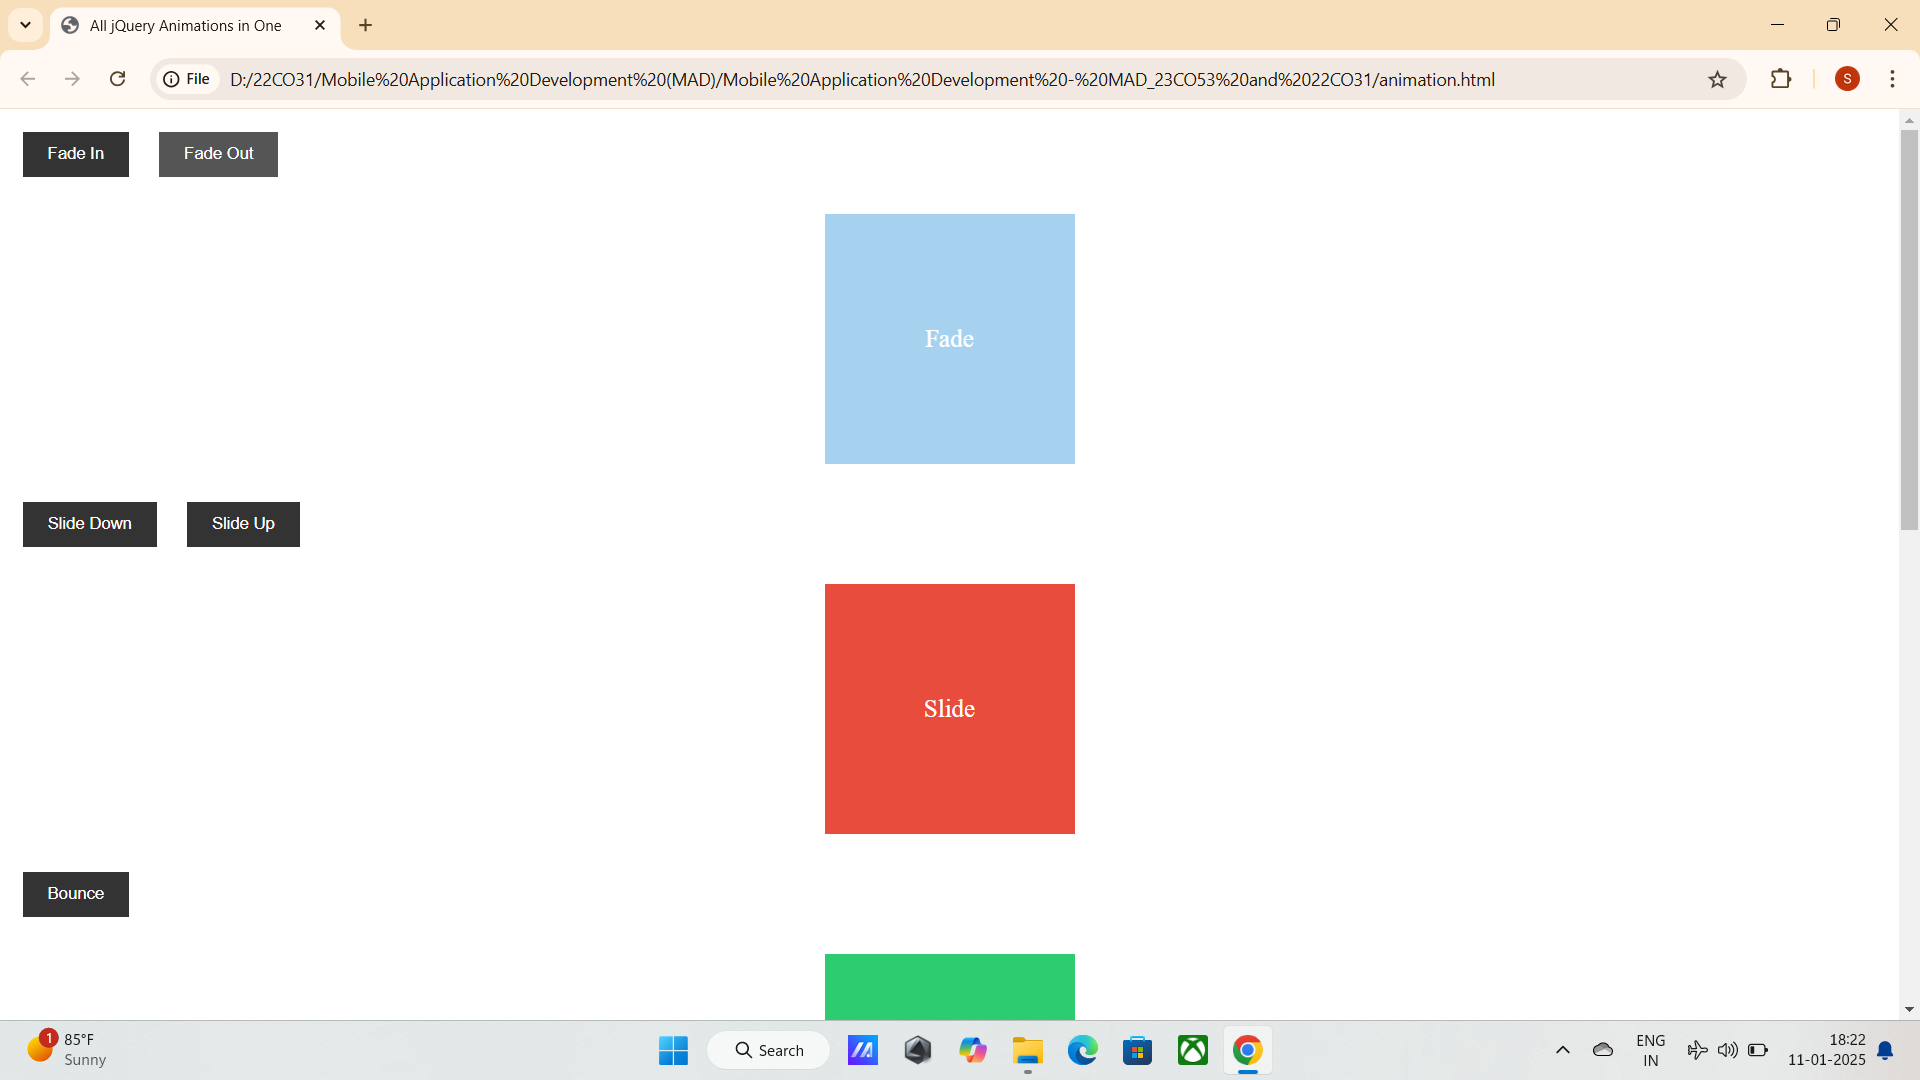 All jQuery Animations in One
File
D:/22CO31/Mobile%20Application%20Development%20(MAD)/Mobile%20Application%20Development%20-%20MAD_23CO53%20and%2022CO31/animation.html
S
Fade In
Fade Out
Fade
Slide Down
Slide Up
Slide
Bounce
1
85°F
Sunny
Search
ENG
IN
18:22
11-01-2025